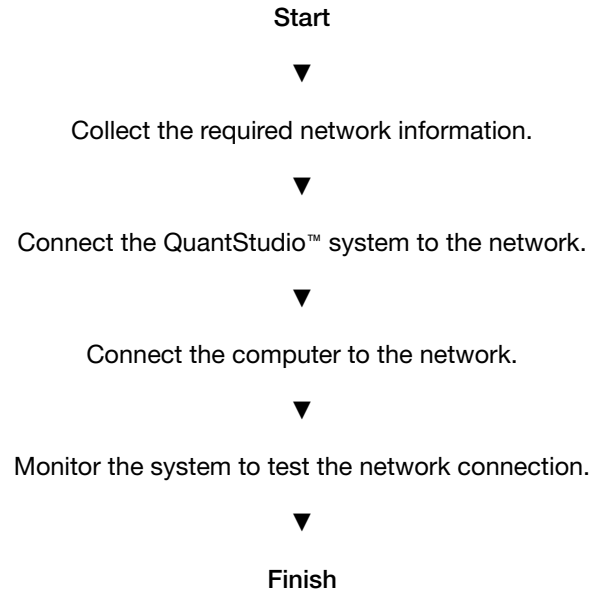 Start
▼
Collect the required network information.
▼
Connect the QuantStudio™ system to the network.
▼
Connect the computer to the network.
▼
Monitor the system to test the network connection.
▼
Finish